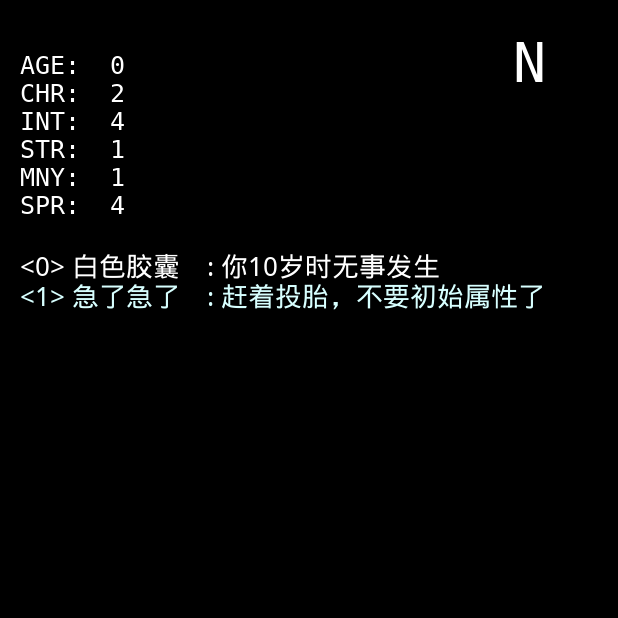 N
AGE: 0
CHR: 2
INT: 4
STR: 1
MNY: 1
SPR: 4
<0> 白色胶囊 : 你10岁时无事发生
<1> 急了急了 : 赶着投胎，不要初始属性了